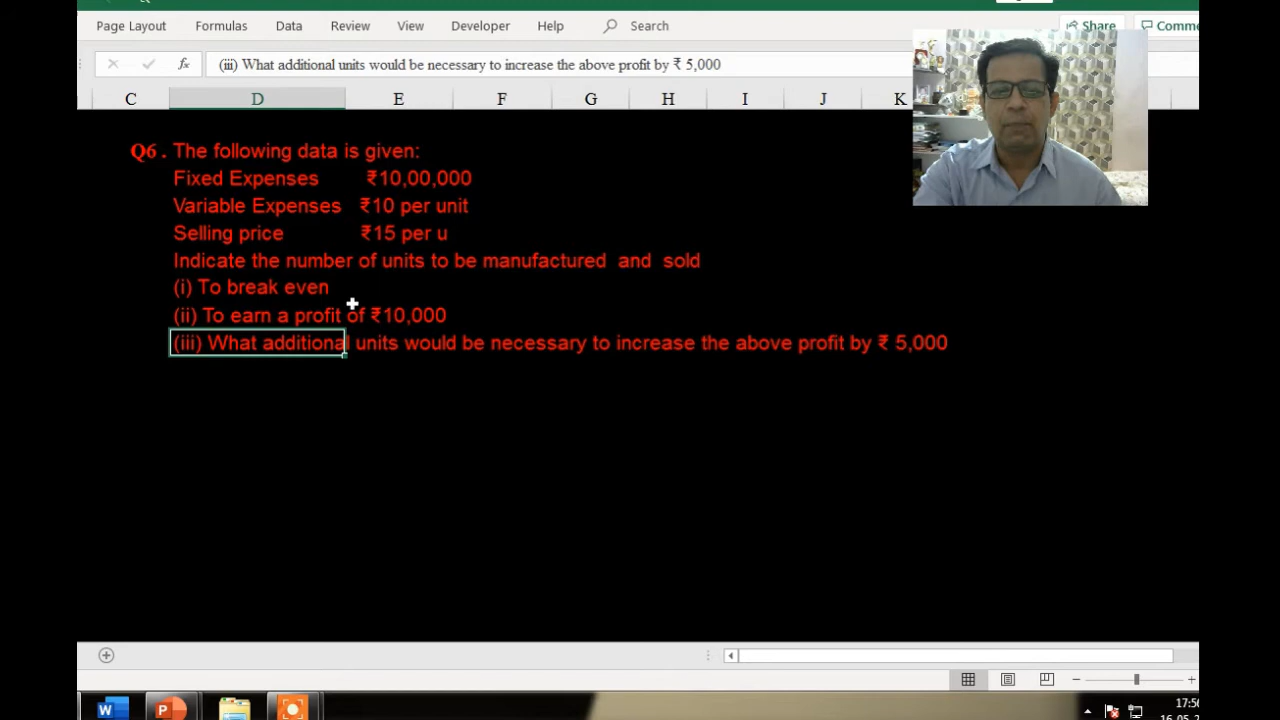 Page Layout Formulas Data Review View Developer Help Search Share
(iii) What additional units would be necessary to increase the above profit by ₹ 5,000
C D E F G H I J K
Q6 . The following data is given:
Fixed Expenses ₹10,00,000
Variable Expenses ₹10 per unit
Selling price ₹15 per u
Indicate the number of units to be manufactured and sold
(i) To break even
(ii) To earn a profit of ₹10,000
(iii) What additional units would be necessary to increase the above profit by ₹ 5,000